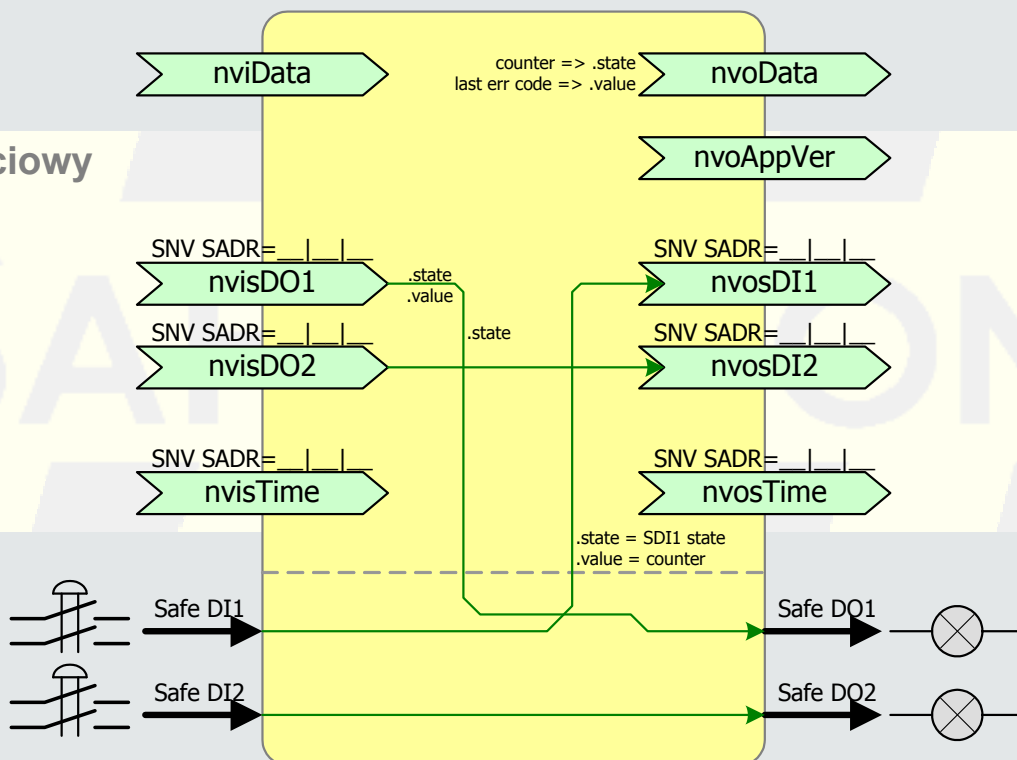 nviData
counter => .state
last err code => .value
nvoData
ciowy
nvoAppVer
SNV SADR=__|__|__
nvisDO1
.state
.value
SNV SADR=__|__|__
nvosDI1
SNV SADR=__|__|__
nvisDO2
.state
SNV SADR=__|__|__
nvosDI2
SNV SADR=__|__|__
nvisTime
SNV SADR=__|__|__
nvosTime
.state = SDI1 state
.value = counter
Safe DI1
Safe DO1
Safe DI2
Safe DO2